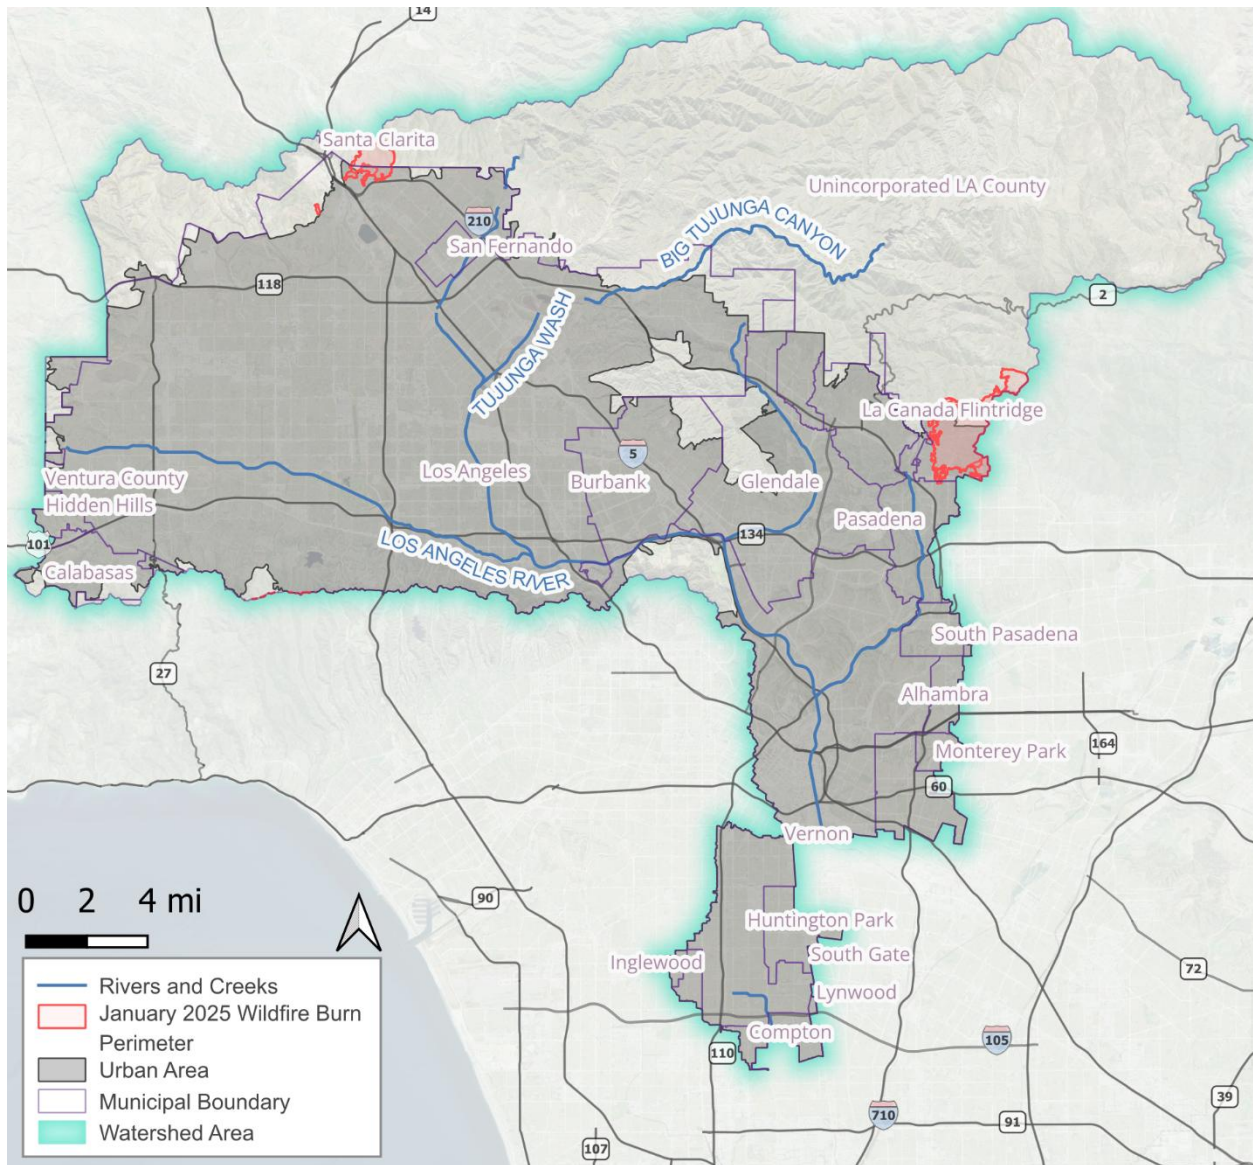 14
Santa Clarita
Unincorporated LA County
210
BIG TUJUNGA CANYON
San Fernando
118
2
TUJUNGA WASH
La Canada Flintridge
5
Los Angeles
Burbank
Glendale
Ventura County
Hidden Hills
Pasadena
134
101
LOS ANGELES RIVER
Calabasas
South Pasadena
27
Alhambra
164
Monterey Park
60
Vernon
0 2 4 mi
90
Huntington Park
South Gate
Inglewood
72
Lynwood
Compton
110
105
39
710
91
107
Rivers and Creeks
January 2025 Wildfire Burn
Perimeter
Urban Area
Municipal Boundary
Watershed Area